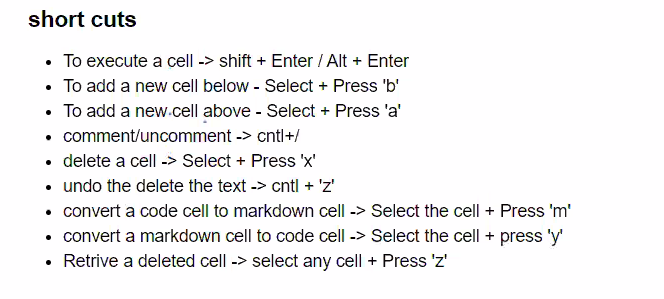 short cuts
• To execute a cell -> shift + Enter / Alt + Enter
• To add a new cell below - Select + Press 'b'
• To add a new cell above - Select + Press 'a'
• comment/uncomment -> cntl+/
• delete a cell -> Select + Press 'x'
• undo the delete the text -> cntl + 'z'
• convert a code cell to markdown cell -> Select the cell + Press 'm'
• convert a markdown cell to code cell -> Select the cell + press 'y'
• Retrive a deleted cell -> select any cell + Press 'z'